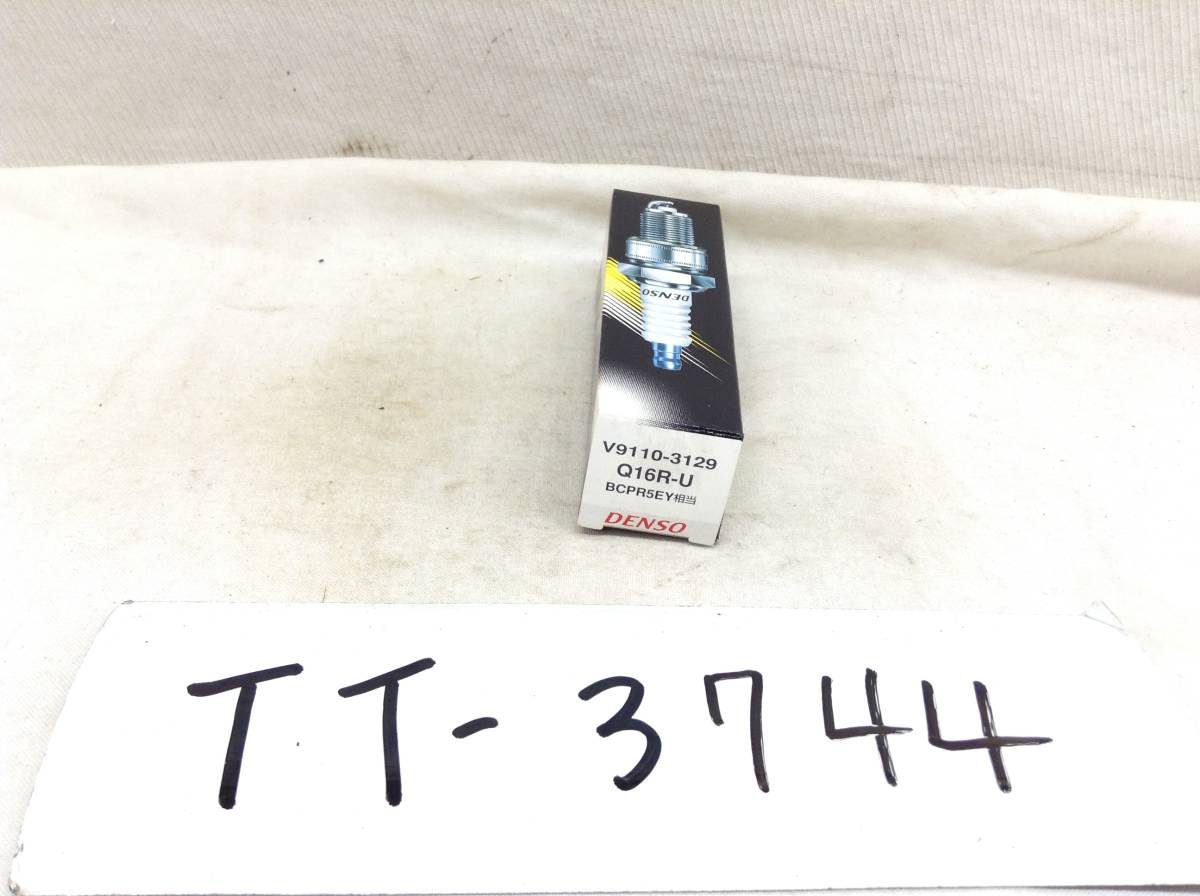 DENSO
V9110-3129
Q16R-U
BCPR5EY相当
DENSO
TT-3744